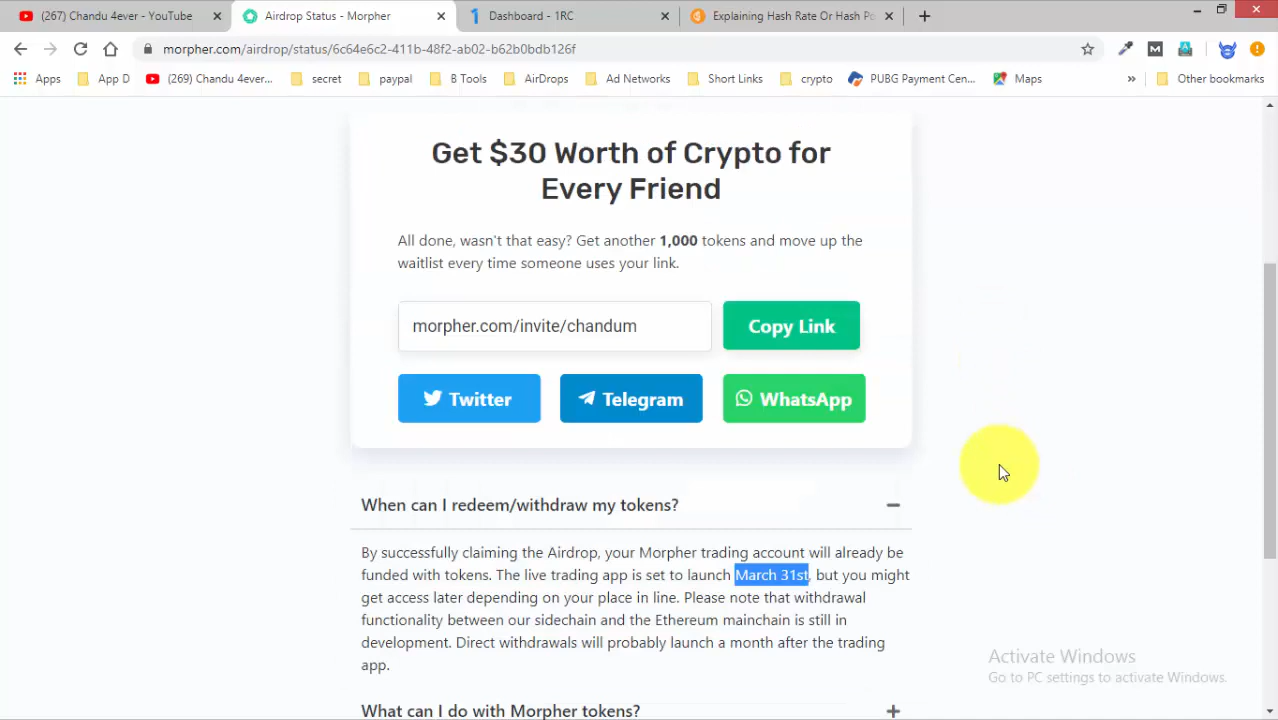 (267) Chandu 4ever - YouTube
Airdrop Status - Morpher
Dashboard - 1RC
Explaining Hash Rate Or Hash Po
morpher.com/airdrop/status/6c64e6c2-411b-48f2-ab02-b62b0bdb126f
Apps
App D
(269) Chandu 4ever...
secret
paypal
B Tools
AirDrops
Ad Networks
Short Links
crypto
PUBG Payment Cen...
Maps
»
Other bookmarks
Get $30 Worth of Crypto for
Every Friend
All done, wasn't that easy? Get another 1,000 tokens and move up the
waitlist every time someone uses your link.
morpher.com/invite/chandum
Copy Link
Twitter
Telegram
WhatsApp
When can I redeem/withdraw my tokens?
By successfully claiming the Airdrop, your Morpher trading account will already be
funded with tokens. The live trading app is set to launch March 31st, but you might
get access later depending on your place in line. Please note that withdrawal
functionality between our sidechain and the Ethereum mainchain is still in
development. Direct withdrawals will probably launch a month after the trading
app.
Activate Windows
Go to PC settings to activate Windows.
What can I do with Morpher tokens?